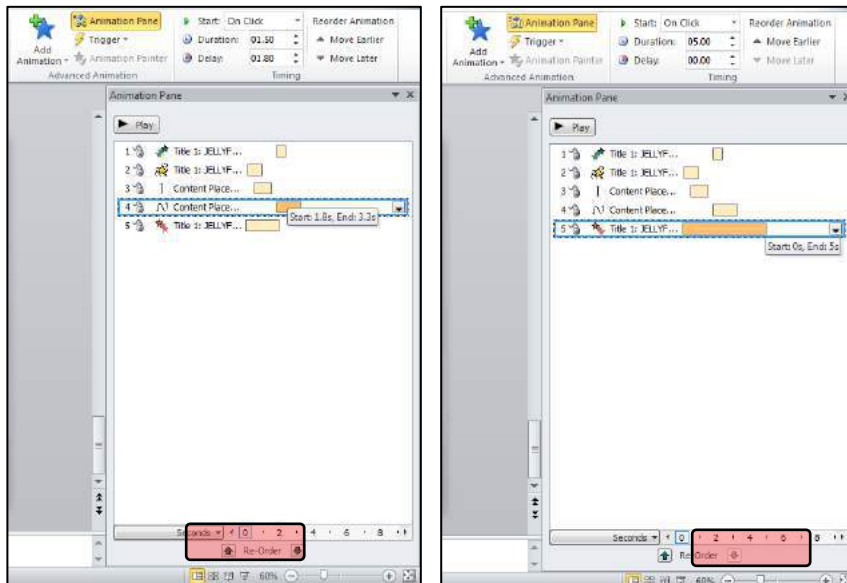 Add
Animation
Animation Pane
Trigger
Animation Painter
Advanced Animation
Start: On Click
Duration: 01.50
Delay: 01.80
Timing
Reorder Animation
Move Earlier
Move Later
Animation Pane
Play
1 Title 1: JELLYF...
2 Title 1: JELLYF...
3 Content Place...
4 Content Place...
Start: 1.8s, End: 3.3s
5 Title 1: JELLYF...
Seconds 0 2 4 6 8
Re-Order
60%
Add
Animation
Animation Pane
Trigger
Animation Painter
Advanced Animation
Start: On Click
Duration: 05.00
Delay: 00.00
Timing
Reorder Animation
Move Earlier
Move Later
Animation Pane
Play
1 Title 1: JELLYF...
2 Title 1: JELLYF...
3 Content Place...
4 Content Place...
5 Title 1: JELLYF...
Start: 0s, End: 5s
Seconds 0 2 4 6 8
Re-Order
60%